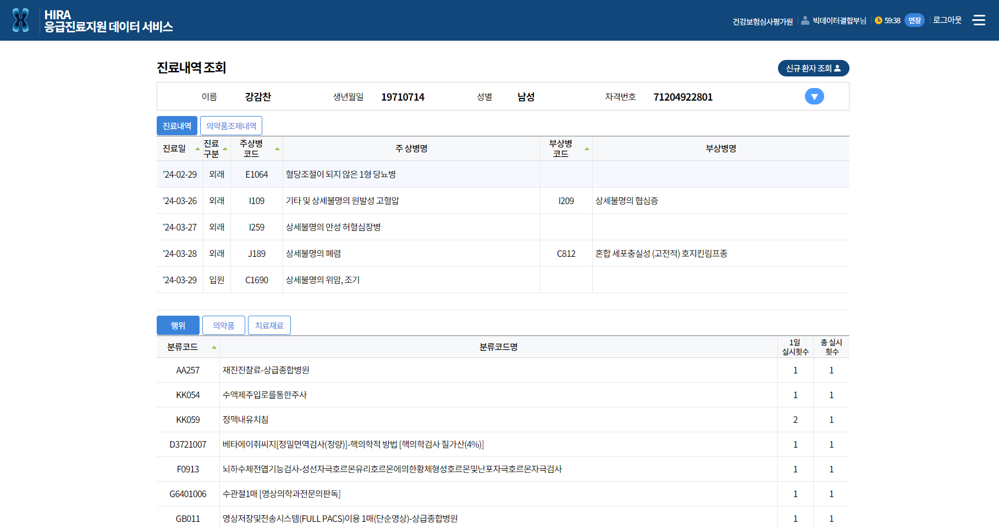 HIRA
응급진료지원 데이터 서비스
건강보험심사평가원 빅데이터결합부님 59:38 연장 로그아웃
진료내역 조회
신규 환자 조회
이름 강감찬 생년월일 19710714 성별 남성 자격번호 71204922801
진료내역 의약품조제내역
진료일 진료구분 주상병코드 주 상병명 부상병코드 부상병명
'24-02-29 외래 E1064 혈당조절이 되지 않은 1형 당뇨병
'24-03-26 외래 I109 기타 및 상세불명의 원발성 고혈압 I209 상세불명의 협심증
'24-03-27 외래 I259 상세불명의 만성 허혈심장병
'24-03-28 외래 J189 상세불명의 폐렴 C812 혼합 세포충실성 (고전적) 호지킨림프종
'24-03-29 입원 C1690 상세불명의 위암, 조기
행위 의약품 치료재료
분류코드 분류코드명 1일 실시횟수 총 실시횟수
AA257 재진진찰료-상급종합병원 1 1
KK054 수액제주입로를통한주사 1 1
KK059 정맥내유치침 2 1
D3721007 베타에이취씨지[정밀면역검사(정량)]-핵의학적 방법 [핵의학검사 질가산(4%)] 1 1
F0913 뇌하수체전엽기능검사-성선자극호르몬유리호르몬에의한황체형성호르몬및난포자극호르몬자극검사 1 1
G6401006 수관절1매 [영상의학과전문의판독] 1 1
GB011 영상저장및전송시스템(FULL PACS)이용 1매(단순영상)-상급종합병원 1 1